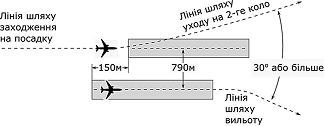 Лінія шляху
заходження
на посадку
Лінія шляху
уходу на 2-ге коло
150м
790м
30° або більше
Лінія
шляху
вильоту